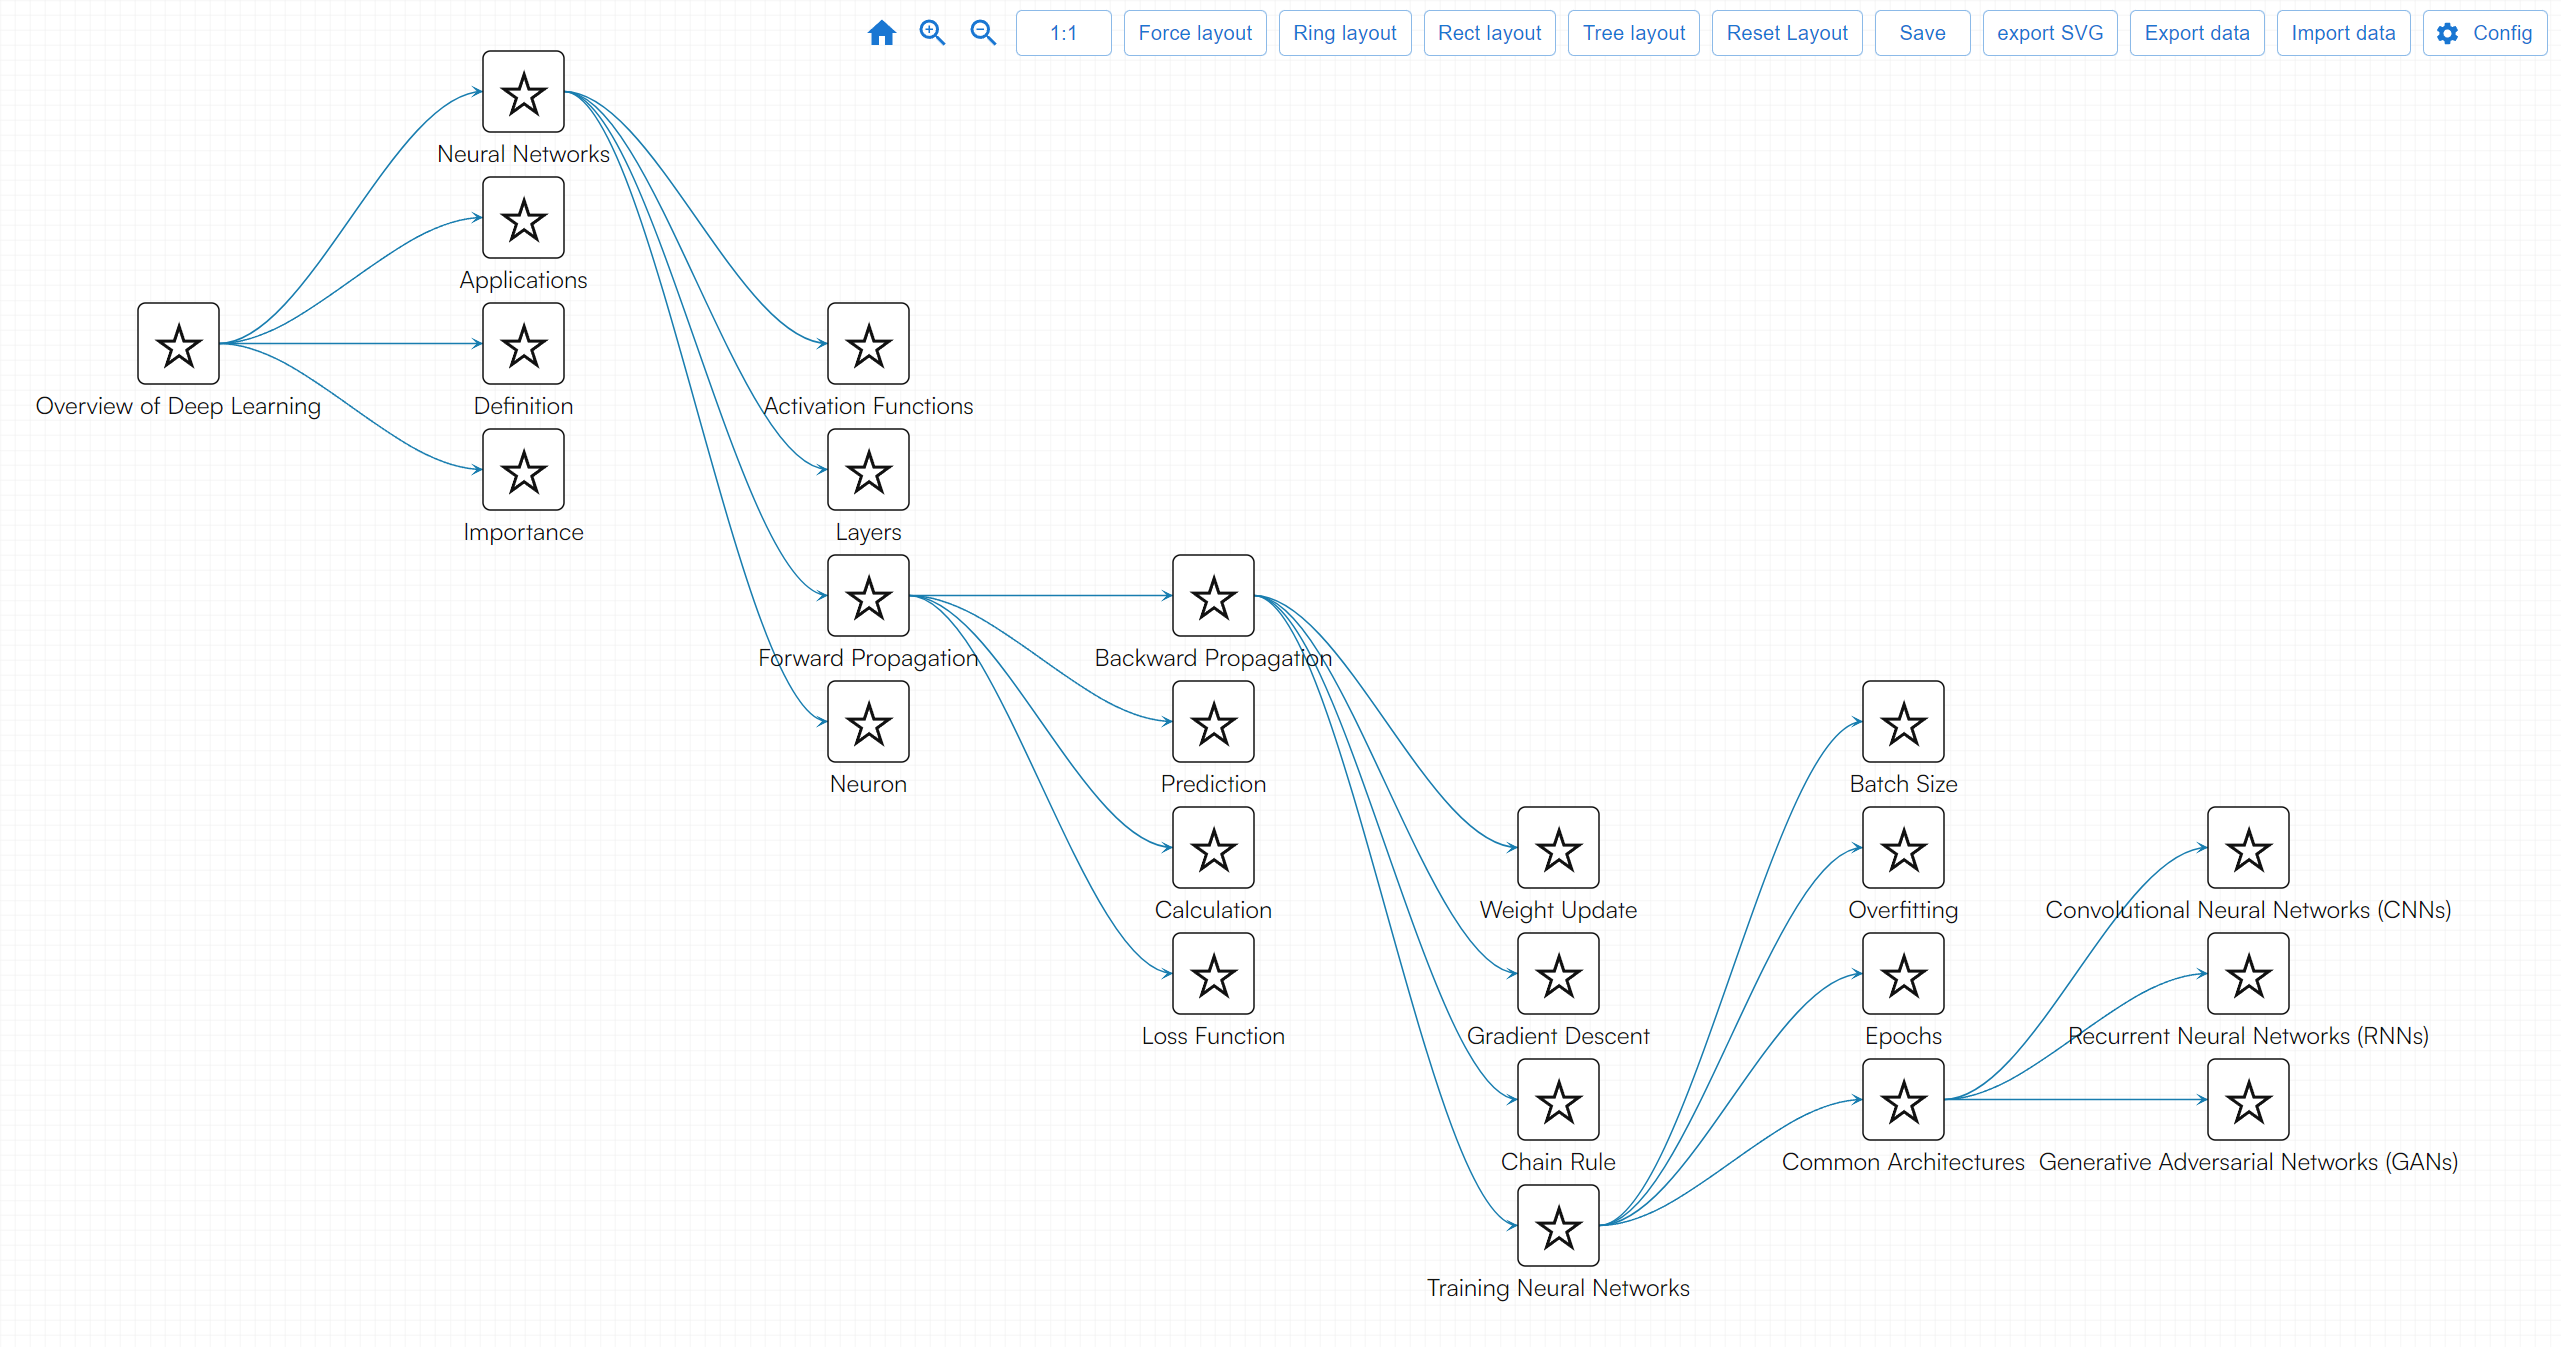 1:1
Force layout
Ring layout
Rect layout
Tree layout
Reset Layout
Save
export SVG
Export data
Import data
Config
Neural Networks
Applications
Overview of Deep Learning
Definition
Activation Functions
Importance
Layers
Forward Propagation
Backward Propagation
Neuron
Prediction
Batch Size
Calculation
Weight Update
Overfitting
Convolutional Neural Networks (CNNs)
Loss Function
Gradient Descent
Epochs
Recurrent Neural Networks (RNNs)
Chain Rule
Common Architectures
Generative Adversarial Networks (GANs)
Training Neural Networks